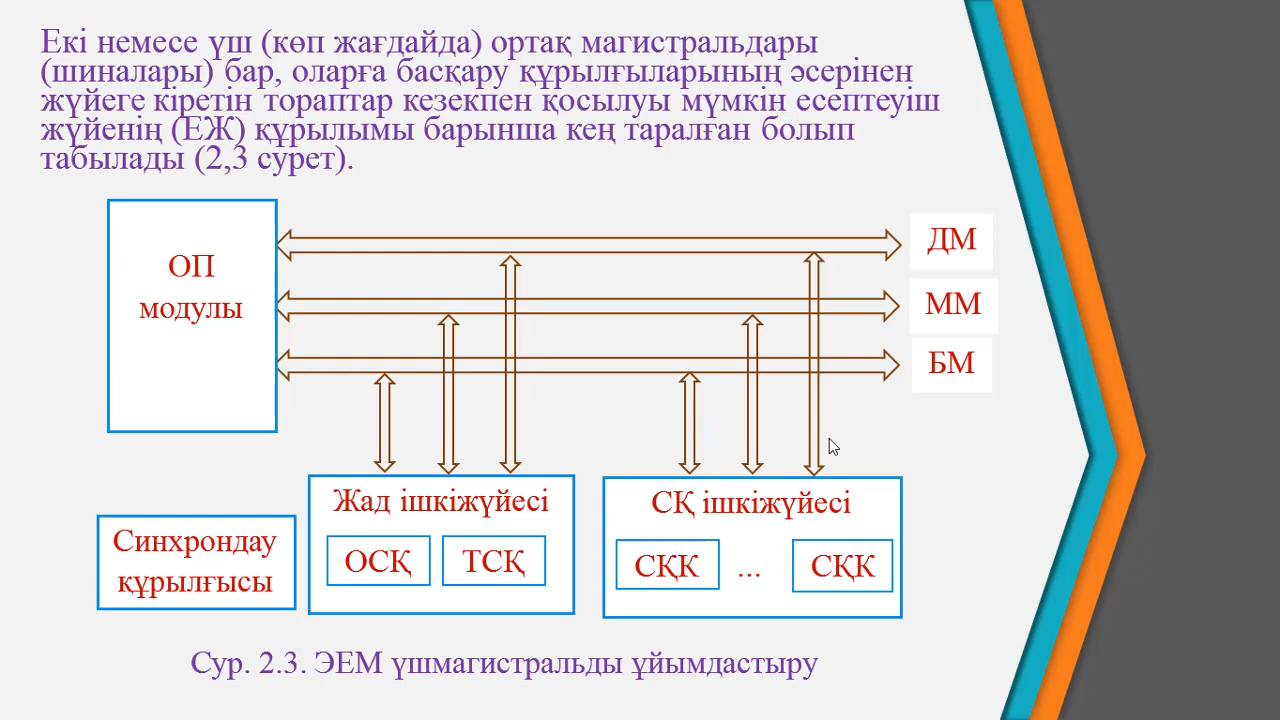 Екі немесе үш (көп жағдайда) ортақ магистральдары
(шиналары) бар, оларға басқару құрылғыларының әсерінен
жүйеге кіретін тораптар кезекпен қосылуы мүмкін есептеуіш
жүйенің (ЕЖ) құрылымы барынша кең таралған болып
табылады (2,3 сурет).
ОП
модулы
ДМ
ММ
БМ
Жад ішкіжүйесі
ОСҚ
ТСҚ
СҚ ішкіжүйесі
СҚК
...
СҚК
Синхрондау
құрылғысы
Сур. 2.3. ЭЕМ үшмагистральды ұйымдастыру